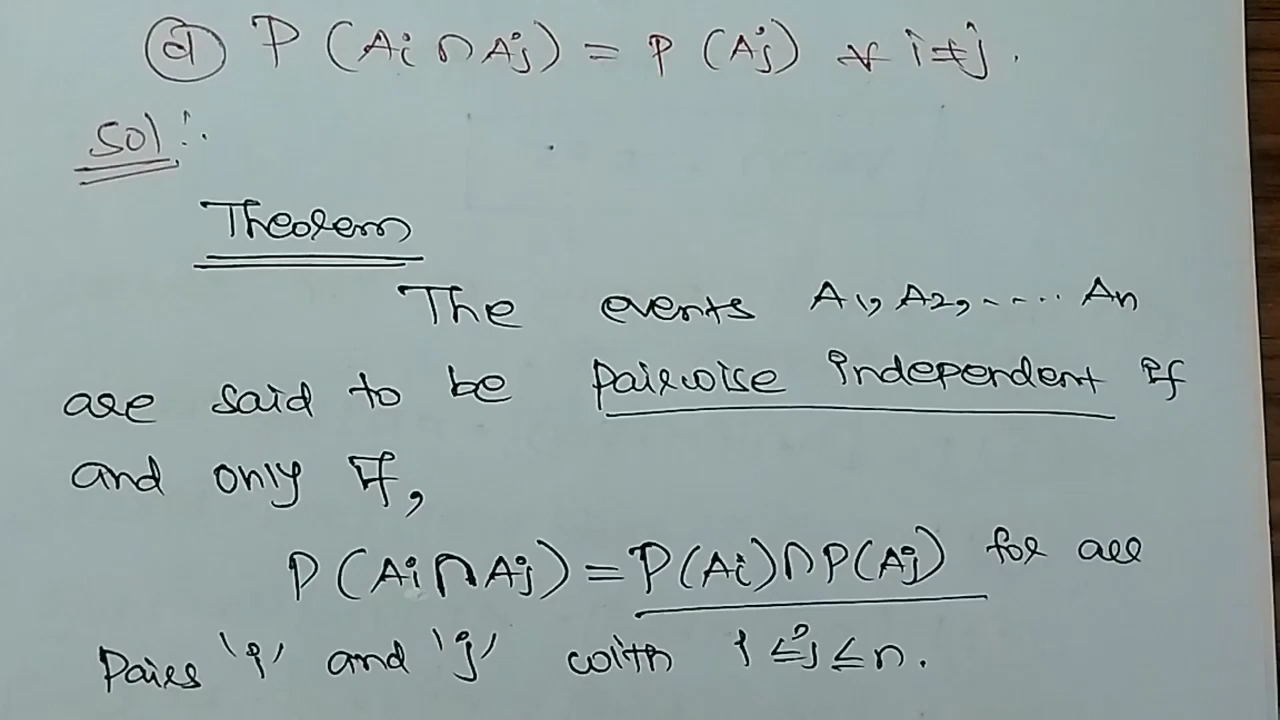 (d) P (Ai ∩ Aj) = P (Aj) ∀ i≠j.
Sol:.
Theorem
The events A1, A2, ..... An
are said to be pairwise independent if
and only if,
P (Ai ∩ Aj) = P(Ai) ∩ P(Aj) for all
Pairs 'i' and 'j' with 1 ≤ j ≤ n.